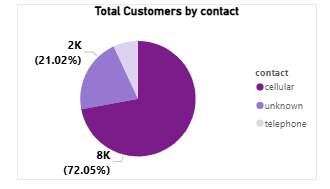 Total Customers by contact
2K
(21.02%)
contact
cellular
unknown
telephone
8K
(72.05%)